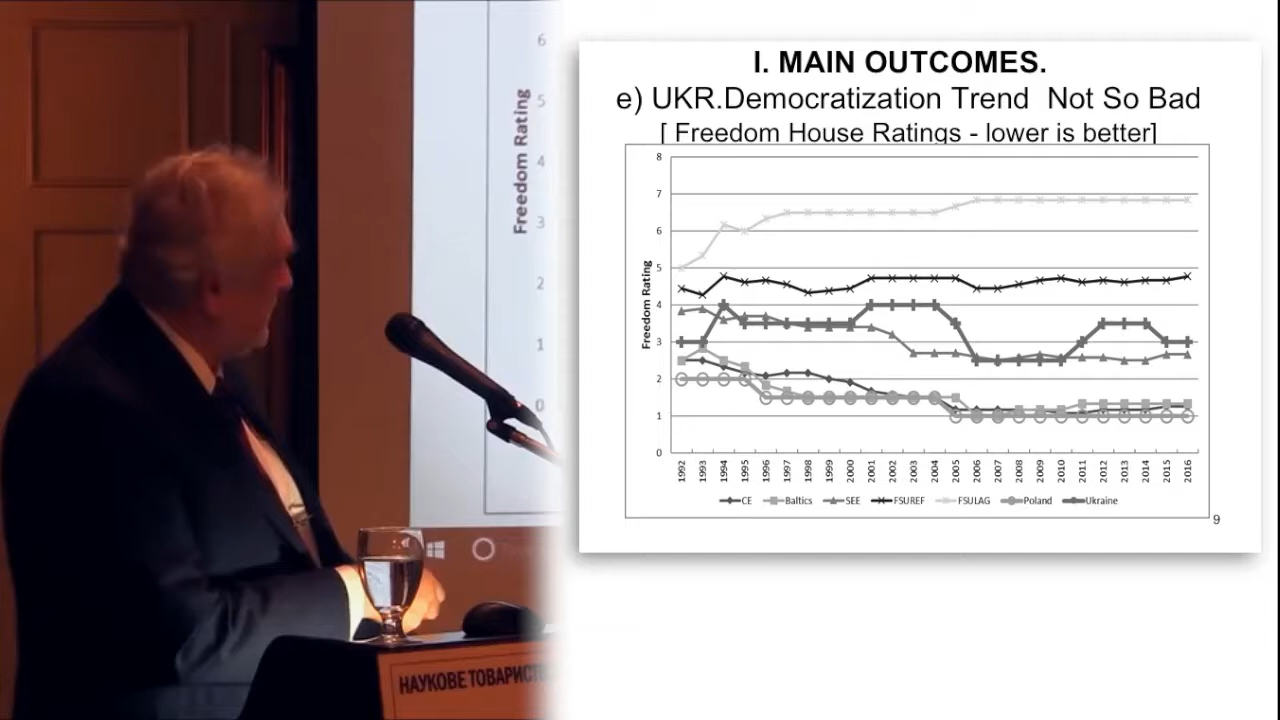 I. MAIN OUTCOMES.
e) UKR.Democratization Trend Not So Bad
[ Freedom House Ratings - lower is better]
8
7
6
5
4
3
2
1
0
Freedom Rating
1992 1993 1994 1995 1996 1997 1998 1999 2000 2001 2002 2003 2004 2005 2006 2007 2008 2009 2010 2011 2012 2013 2014 2015 2016
CE Baltics SEE FSUREF FSULAG Poland Ukraine
9
6
5
4
3
2
1
0
Freedom Rating
НАУКОВЕ